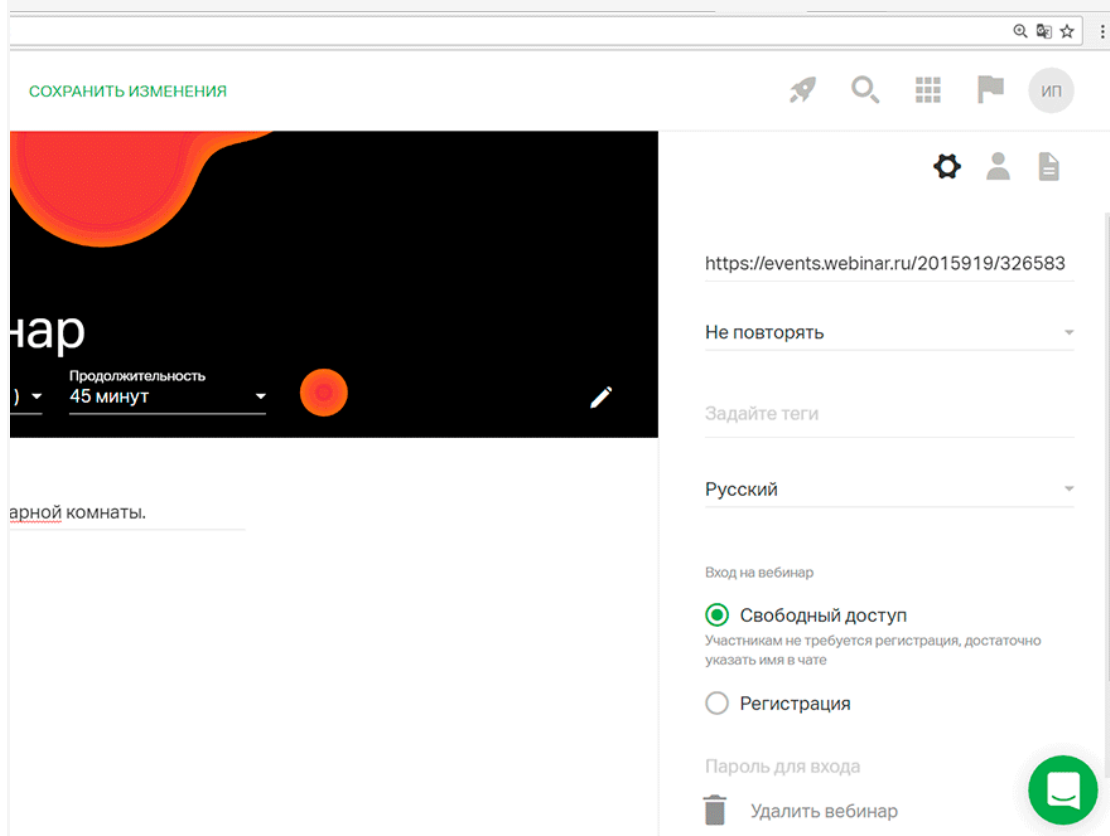 СОХРАНИТЬ ИЗМЕНЕНИЯ
ИП
https://events.webinar.ru/2015919/326583
нар
Не повторять
Продолжительность
) 45 минут
Задайте теги
Русский
арной комнаты.
Вход на вебинар
Свободный доступ
Участникам не требуется регистрация, достаточно
указать имя в чате
Регистрация
Пароль для входа
Удалить вебинар